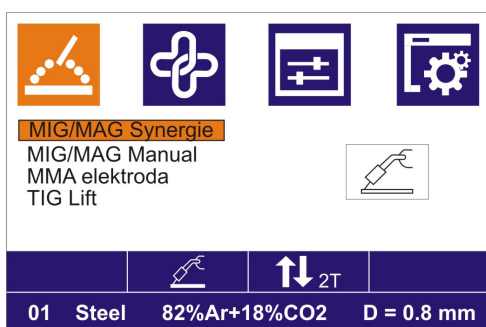 MIG/MAG Synergie
MIG/MAG Manual
MMA elektroda
TIG Lift
2T
01 Steel 82%Ar+18%CO2 D = 0.8 mm